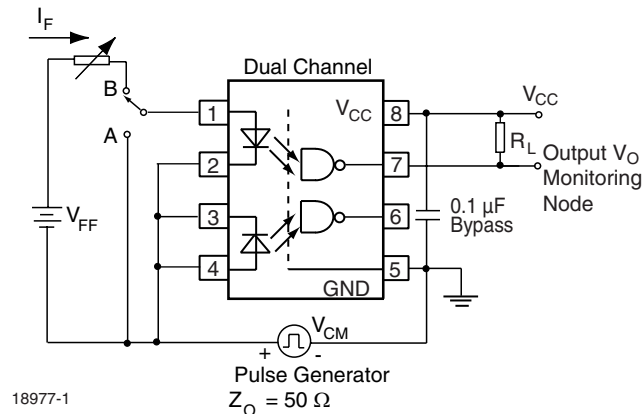 I_F
Dual Channel
B
A
V_FF
1
2
3
4
V_CC
8
7
6
5
GND
V_CC
R_L
Output V_O
Monitoring
Node
0.1 µF
Bypass
V_CM
+ -
Pulse Generator
Z_O = 50 Ω
18977-1